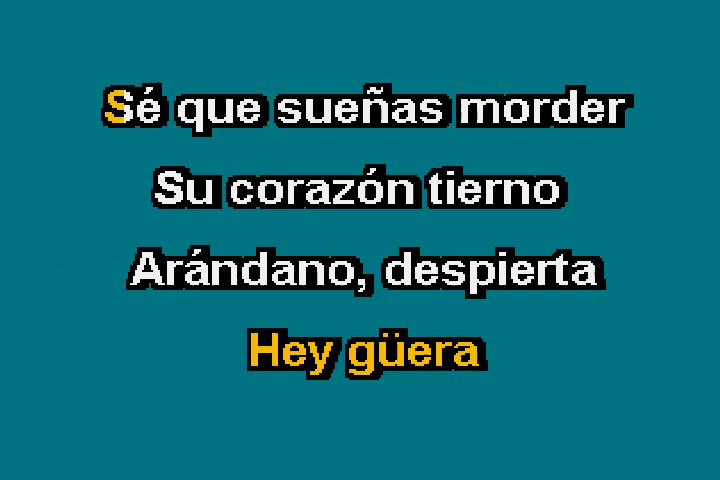 Sé que sueñas morder
Su corazón tierno
Arándano, despierta
Hey güera